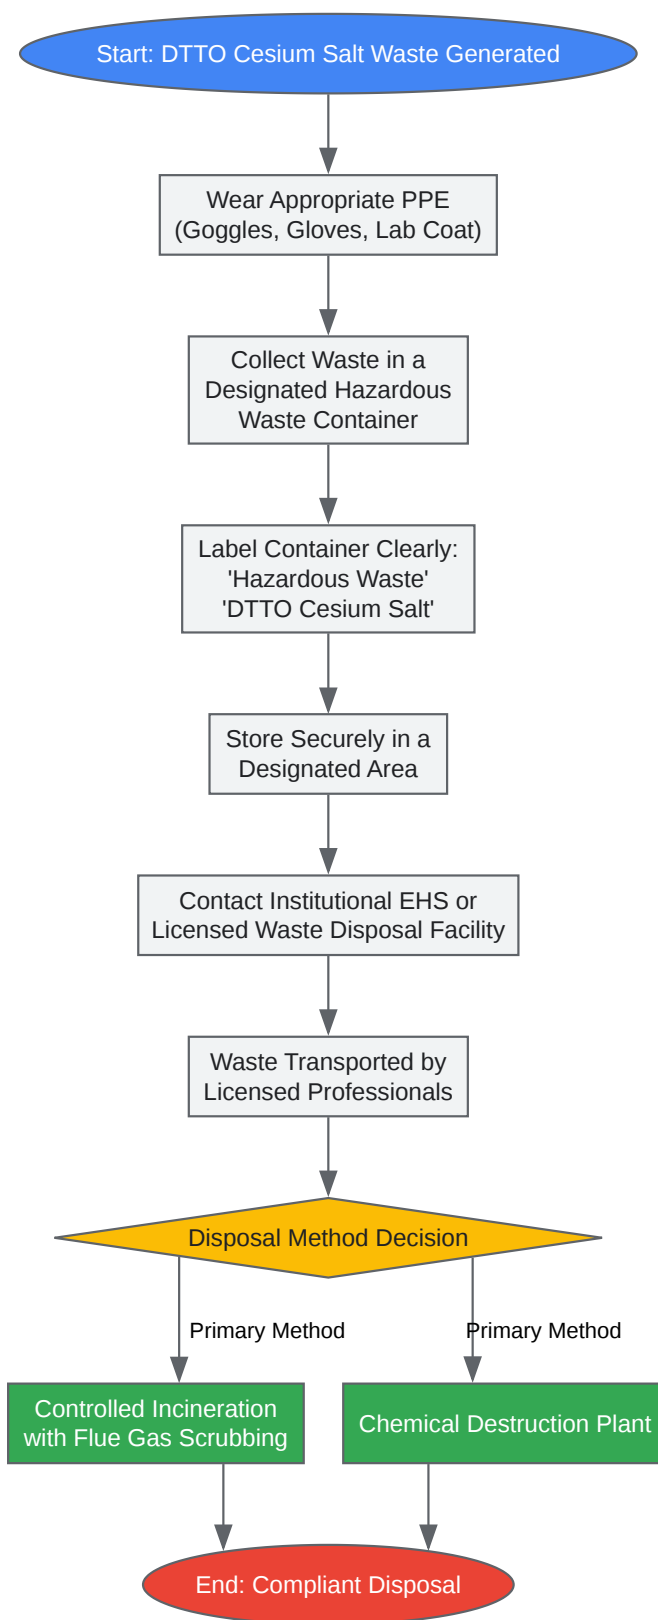 Start: DTTO Cesium Salt Waste Generated
Wear Appropriate PPE
(Goggles, Gloves, Lab Coat)
Collect Waste in a
Designated Hazardous
Waste Container
Label Container Clearly:
'Hazardous Waste'
'DTTO Cesium Salt'
Store Securely in a
Designated Area
Contact Institutional EHS or
Licensed Waste Disposal Facility
Waste Transported by
Licensed Professionals
Disposal Method Decision
Primary Method
Primary Method
Controlled Incineration
with Flue Gas Scrubbing
Chemical Destruction Plant
End: Compliant Disposal